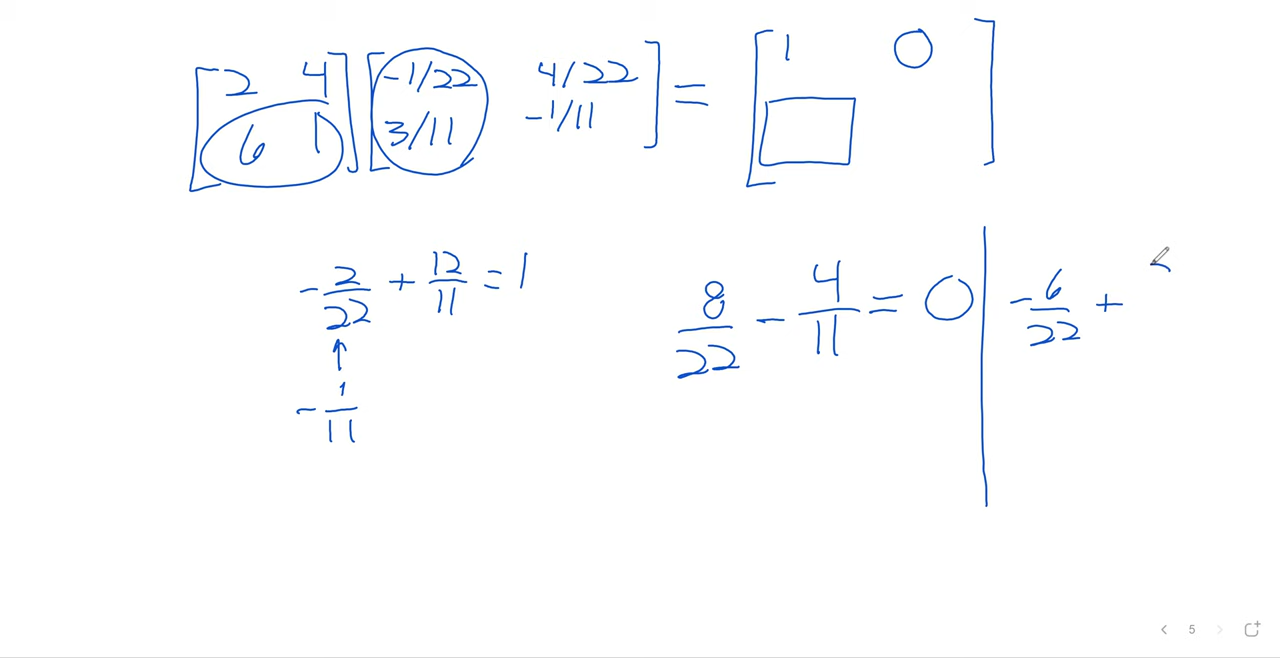 [2 4] [-1/22 4/22] = [1 0]
[6 1] [3/11 -1/11]
-2/22 + 12/11 = 1
8/22 - 4/11 = 0
-6/22 +
-1/11
5